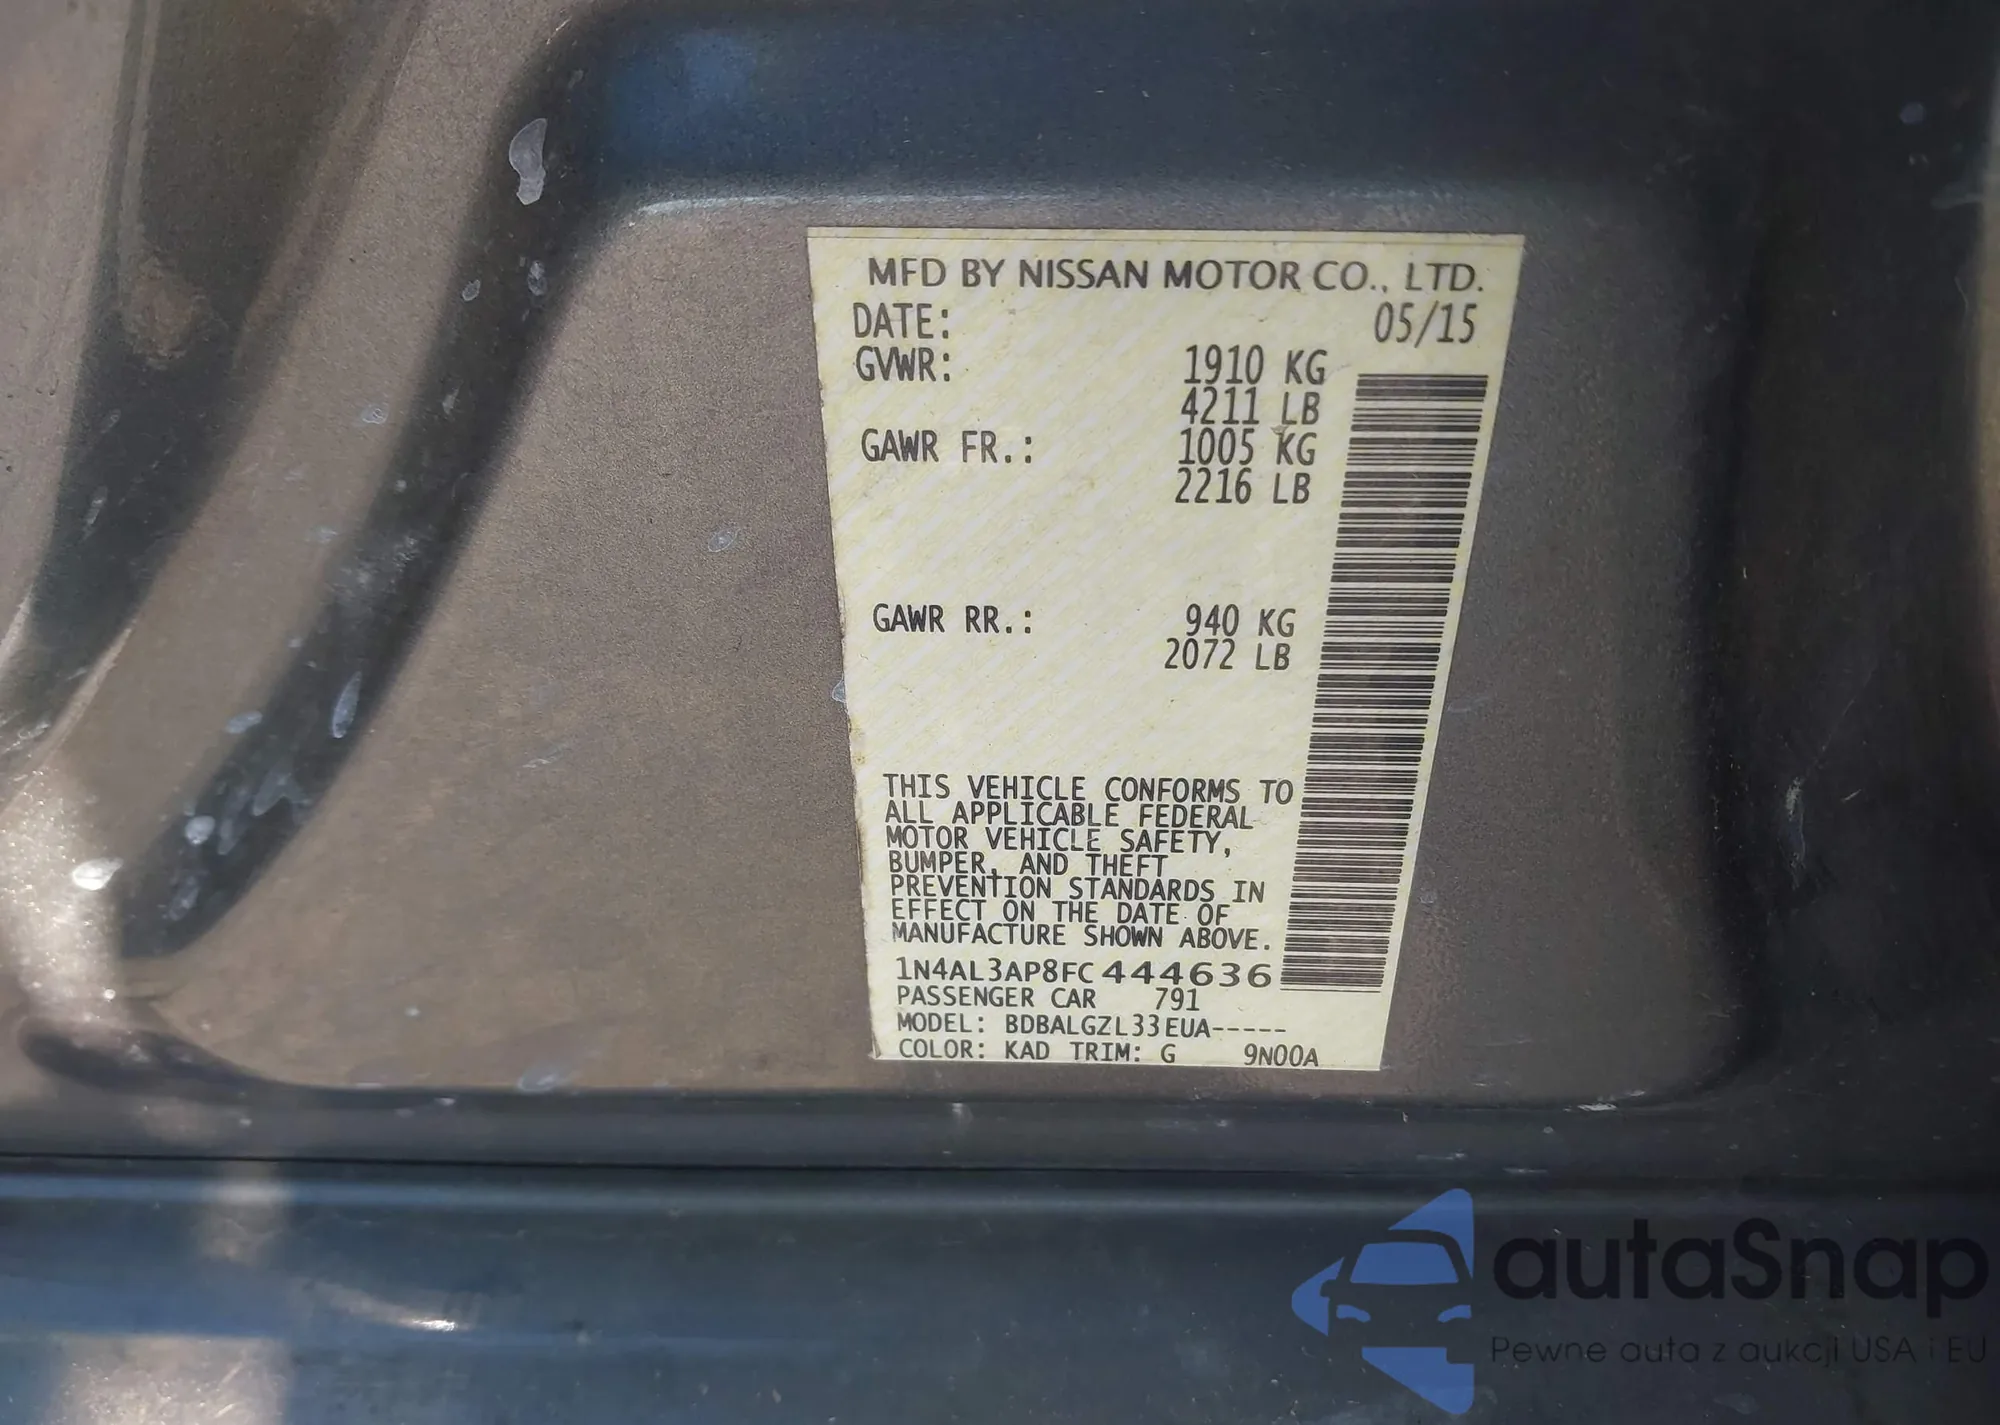 MFD BY NISSAN MOTOR CO., LTD.
DATE: 05/15
GVWR: 1910 KG
4211 LB
GAWR FR.: 1005 KG
2216 LB
GAWR RR.: 940 KG
2072 LB
THIS VEHICLE CONFORMS TO
ALL APPLICABLE FEDERAL
MOTOR VEHICLE SAFETY,
BUMPER, AND THEFT
PREVENTION STANDARDS IN
EFFECT ON THE DATE OF
MANUFACTURE SHOWN ABOVE.
1N4AL3AP8FC444636
PASSENGER CAR 791
MODEL: BDBALGZL33EUA-----
COLOR: KAD TRIM: G 9N00A
autaSnap
Pewne auta z aukcji USA i EU